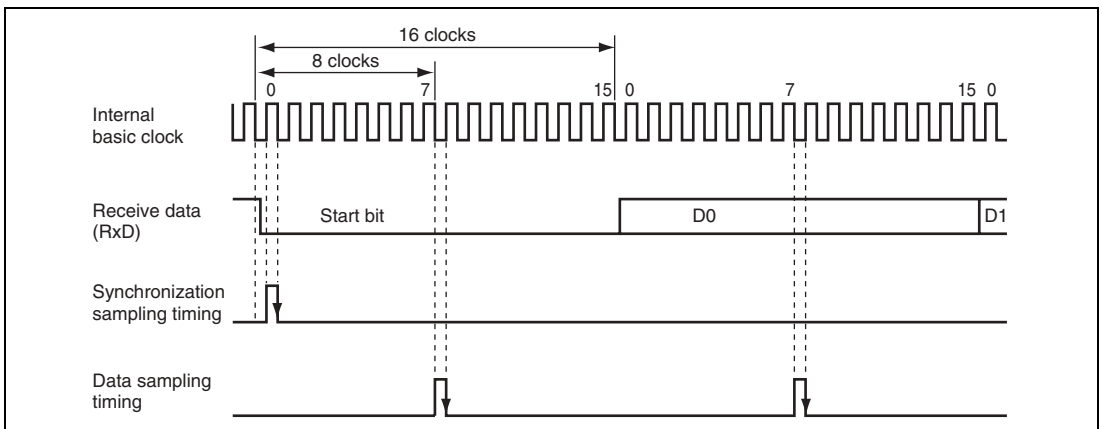 16 clocks
8 clocks
0 7 15 0 7 15 0
Internal
basic clock
Receive data
(RxD)
Start bit D0 D1
Synchronization
sampling timing
Data sampling
timing